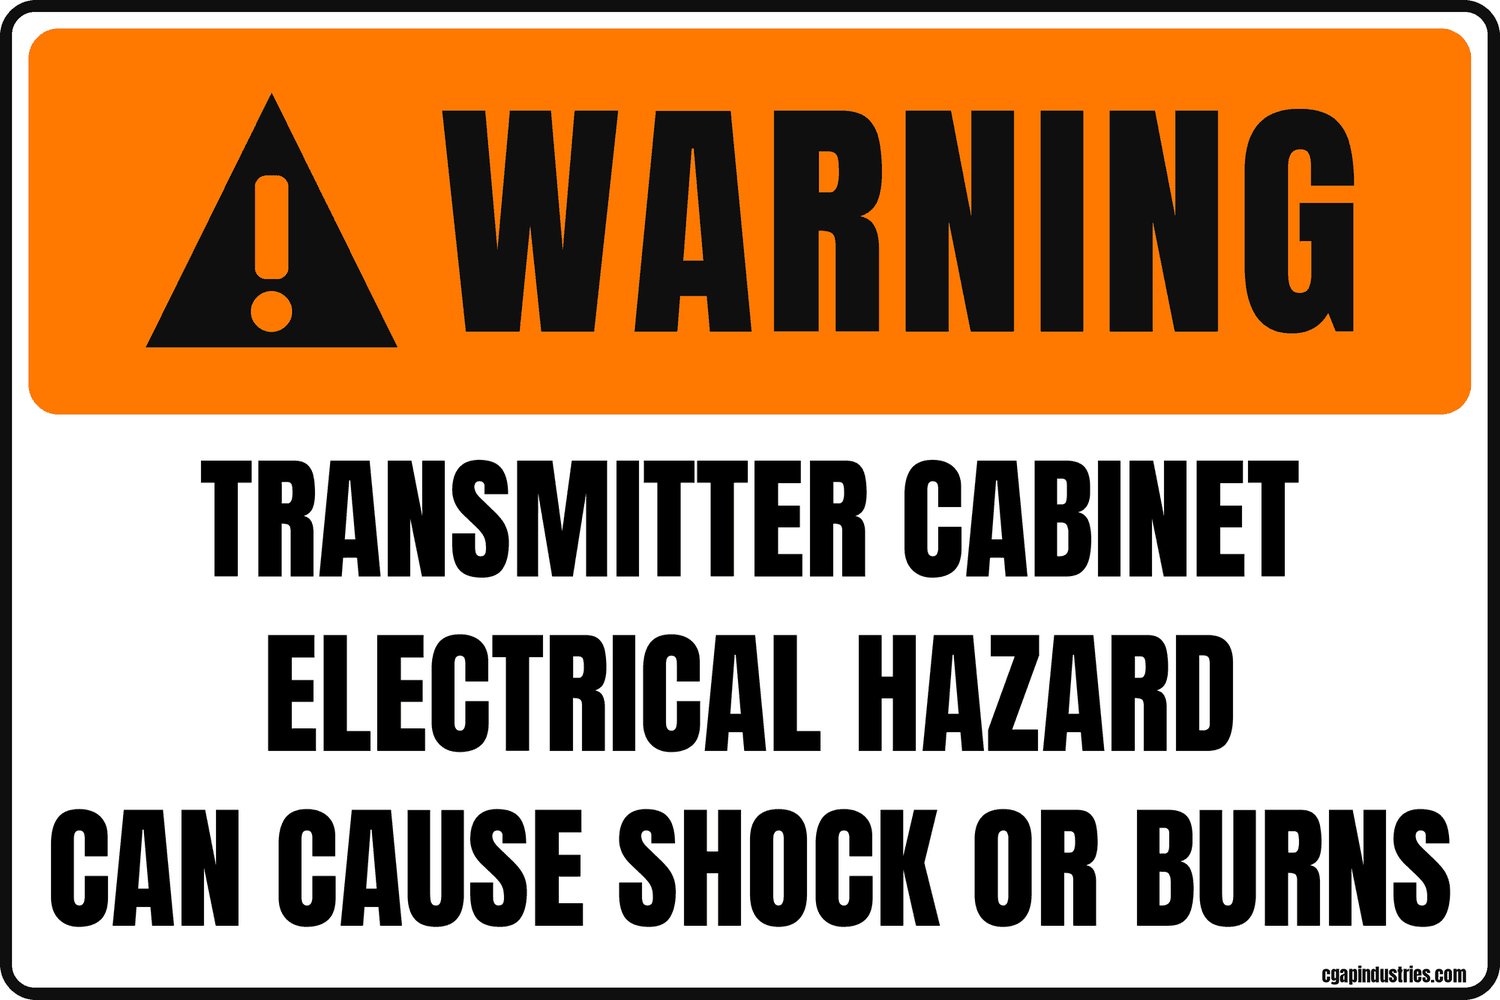 WARNING
TRANSMITTER CABINET
ELECTRICAL HAZARD
CAN CAUSE SHOCK OR BURNS
cgapindustries.com